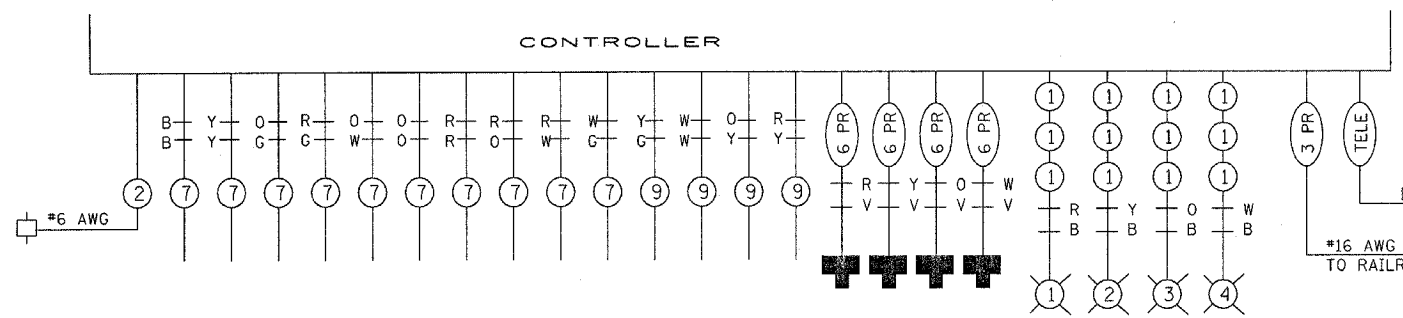 CONTROLLER
B Y O R O O R R R W Y W O R
B Y G G W O R O W G G W Y Y
6 PR 6 PR 6 PR 6 PR
1 1 1 1
1 1 1 1
1 1 1 1
3 PR
TELE
2 7 7 7 7 7 7 7 7 7 7 9 9 9 9
R Y O W
V V V V
R Y O W
B B B B
#6 AWG
#16 AWG
TO RAILR
1 2 3 4